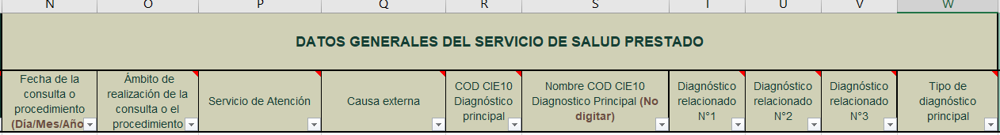 N O P Q R S T U V W
DATOS GENERALES DEL SERVICIO DE SALUD PRESTADO
Fecha de la
consulta o
procedimiento
(Día/Mes/Año
Ámbito de
realización de la
consulta o el
procedimiento
Servicio de Atención
Causa externa
COD CIE10
Diagnóstico
principal
Nombre COD CIE10
Diagnostico Principal (No
digitar)
Diagnóstico
relacionado
N°1
Diagnóstico
relacionado
N°2
Diagnóstico
relacionado
N°3
Tipo de
diagnóstico
principal